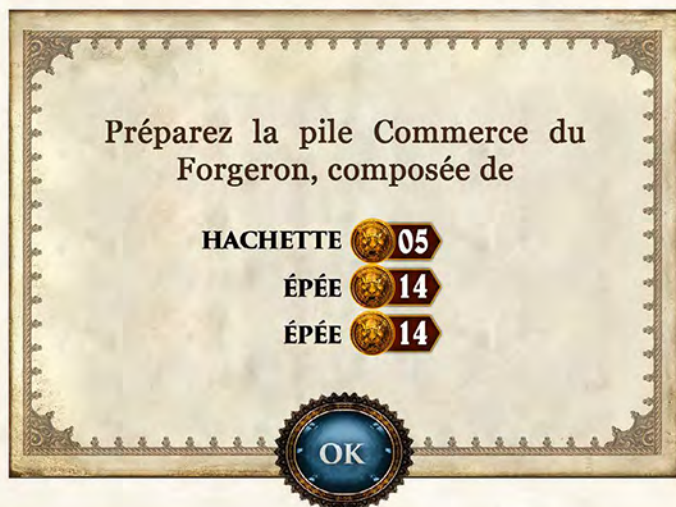 Préparez la pile Commerce du
Forgeron, composée de
HACHETTE 05
ÉPÉE 14
ÉPÉE 14
OK